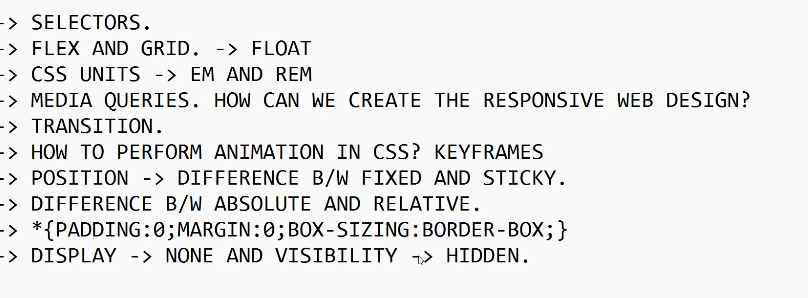 -> SELECTORS.
-> FLEX AND GRID. -> FLOAT
-> CSS UNITS -> EM AND REM
-> MEDIA QUERIES. HOW CAN WE CREATE THE RESPONSIVE WEB DESIGN?
-> TRANSITION.
-> HOW TO PERFORM ANIMATION IN CSS? KEYFRAMES
-> POSITION -> DIFFERENCE B/W FIXED AND STICKY.
-> DIFFERENCE B/W ABSOLUTE AND RELATIVE.
-> *{PADDING:0;MARGIN:0;BOX-SIZING:BORDER-BOX;}
-> DISPLAY -> NONE AND VISIBILITY -> HIDDEN.